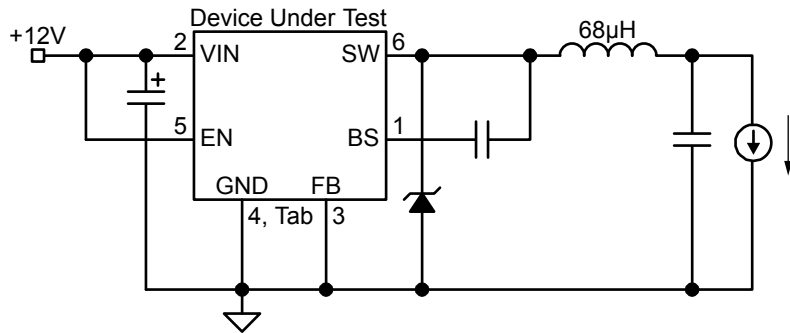 Device Under Test
+12V
2
VIN
SW
6
68µH
+
5
EN
BS
1
GND
FB
4, Tab
3